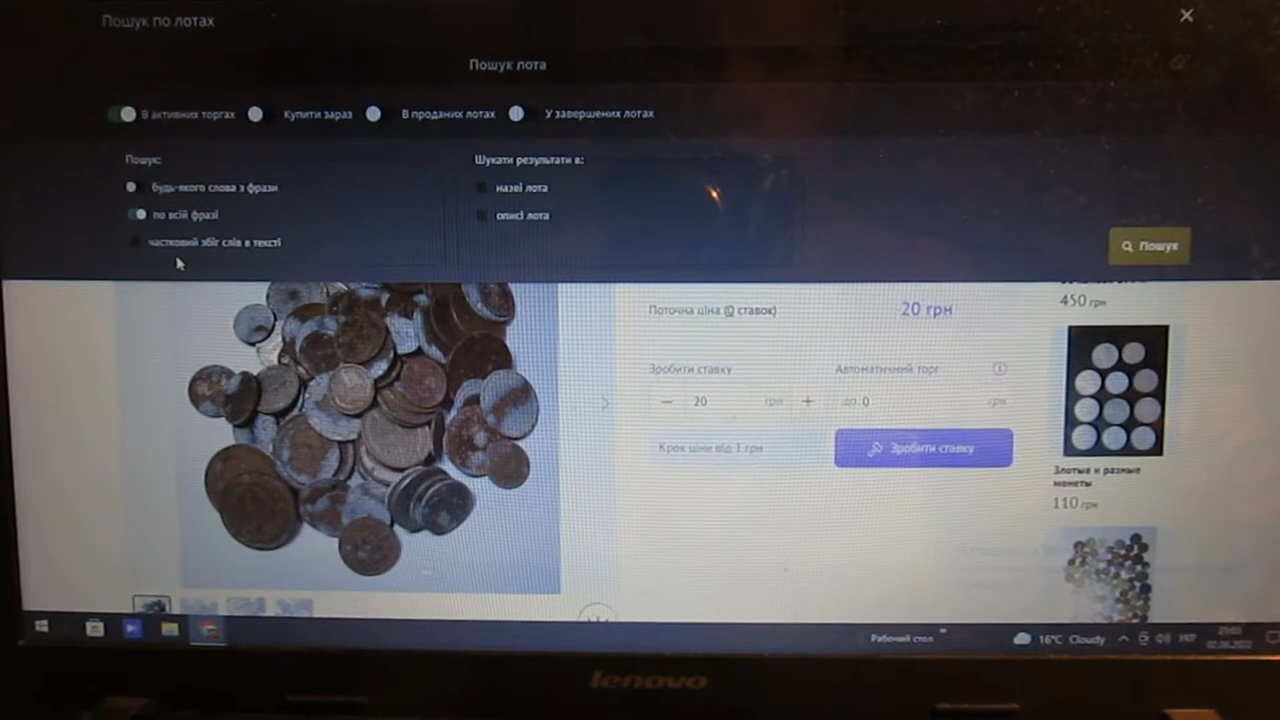 Пошук по лотах
Пошук лота
В активних торгах Купити зараз В проданих лотах У завершених лотах
Пошук: Шукати результати в:
будь-якого слова з фрази назві лота
по всій фразі описі лота
частковий збіг слів в тексті
Пошук
450 грн
Поточна ціна (0 ставок) 20 грн
Зробити ставку Автоматичний торг
20 грн до 0 грн
Крок ціни від 1 грн Зробити ставку
Злотые и разные
монеты
110 грн
Рабочий стол 16°C Cloudy УКР
lenovo